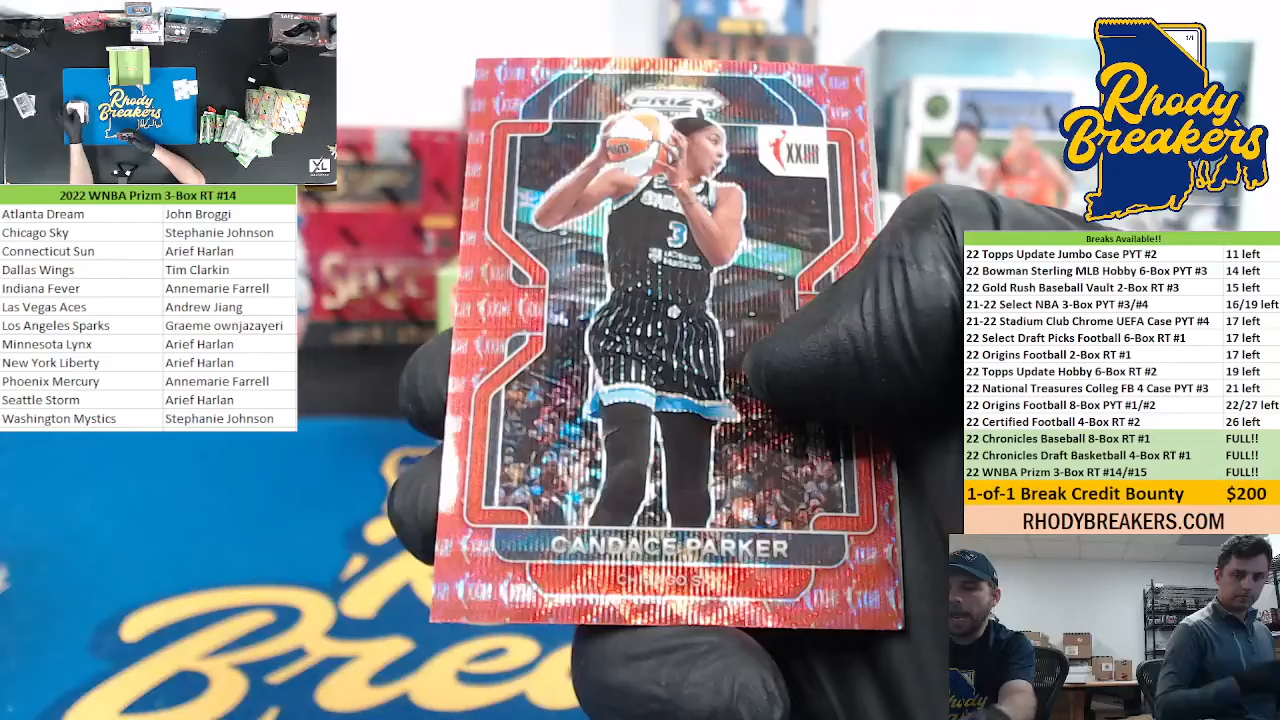 2022 WNBA Prizm 3-Box RT #14
Atlanta Dream John Broggi
Chicago Sky Stephanie Johnson
Connecticut Sun Arief Harlan
Dallas Wings Tim Clarkin
Indiana Fever Annemarie Farrell
Las Vegas Aces Andrew Jiang
Los Angeles Sparks Graeme ownjazayeri
Minnesota Lynx Arief Harlan
New York Liberty Arief Harlan
Phoenix Mercury Annemarie Farrell
Seattle Storm Arief Harlan
Washington Mystics Stephanie Johnson
Rhody
Breakers
XL
PRIZM
XXIII
3
CANDACE PARKER
CHICAGO SKY
1/1
Rhody
Breakers
Breaks Available!!
22 Topps Update Jumbo Case PYT #2 11 left
22 Bowman Sterling MLB Hobby 6-Box PYT #3 14 left
22 Gold Rush Baseball Vault 2-Box RT #3 15 left
21-22 Select NBA 3-Box PYT #3/#4 16/19 left
21-22 Stadium Club Chrome UEFA Case PYT #4 17 left
22 Select Draft Picks Football 6-Box RT #1 17 left
22 Origins Football 2-Box RT #1 17 left
22 Topps Update Hobby 6-Box RT #2 19 left
22 National Treasures Colleg FB 4 Case PYT #3 21 left
22 Origins Football 8-Box PYT #1/#2 22/27 left
22 Certified Football 4-Box RT #2 26 left
22 Chronicles Baseball 8-Box RT #1 FULL!!
22 Chronicles Draft Basketball 4-Box RT #1 FULL!!
22 WNBA Prizm 3-Box RT #14/#15 FULL!!
1-of-1 Break Credit Bounty $200
RHODYBREAKERS.COM